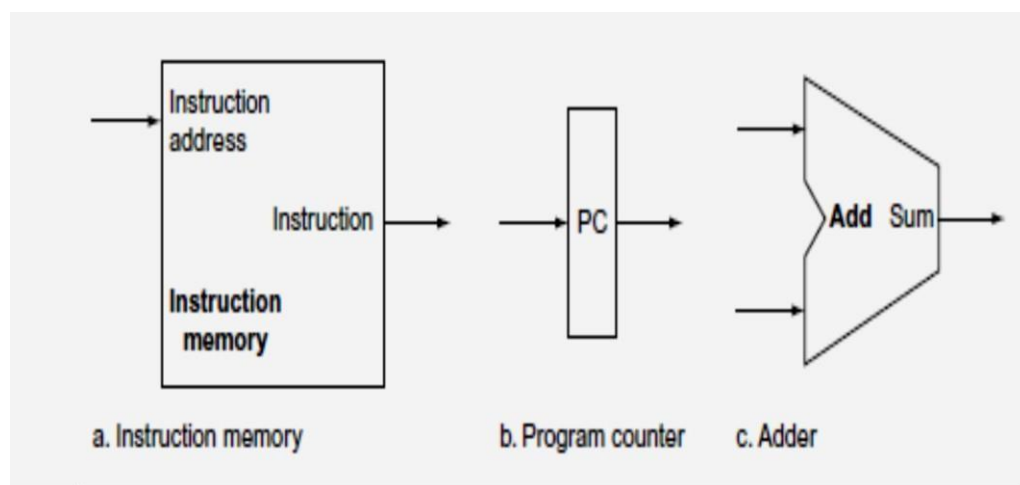 Instruction
address
Instruction
Instruction
memory
PC
Add Sum
a. Instruction memory
b. Program counter
c. Adder